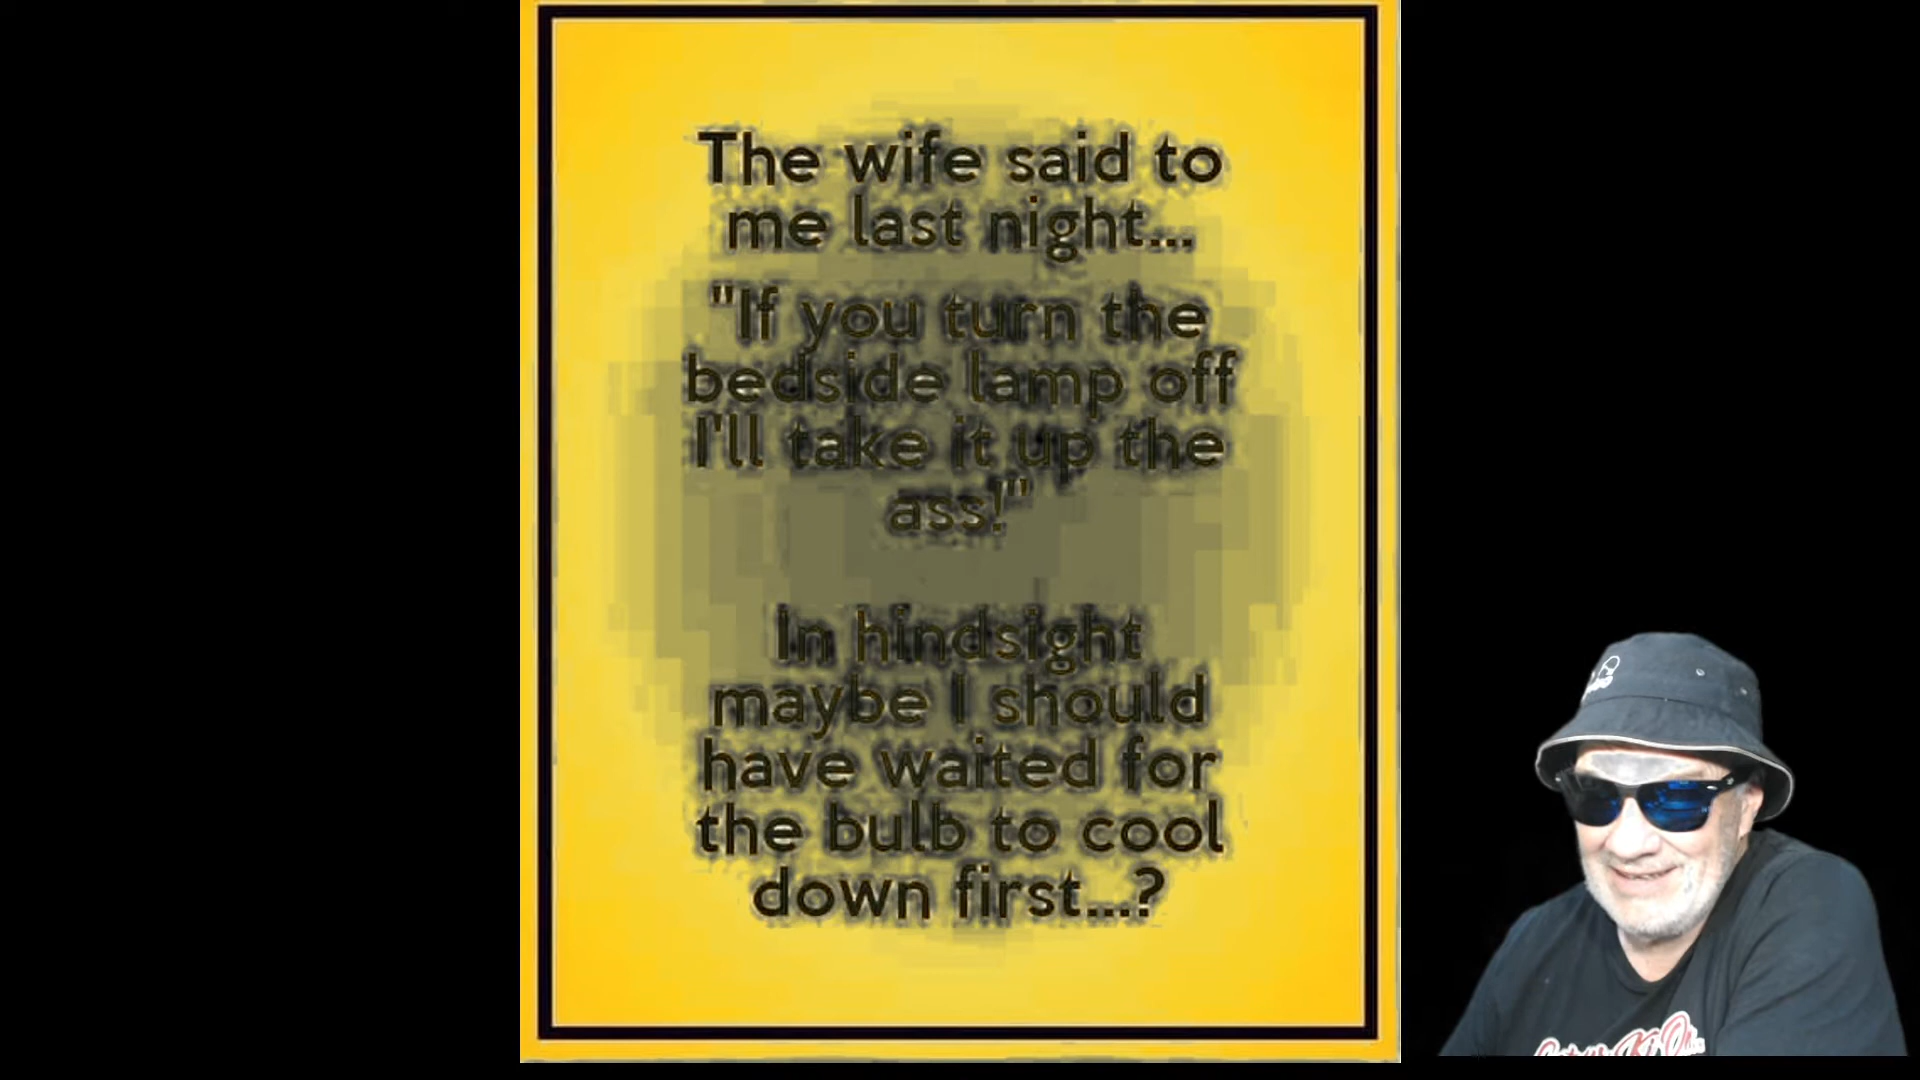 The wife said to
me last night...
"If you turn the
bedside lamp off
I'll take it up the
ass!"
In hindsight
maybe I should
have waited for
the bulb to cool
down first...?